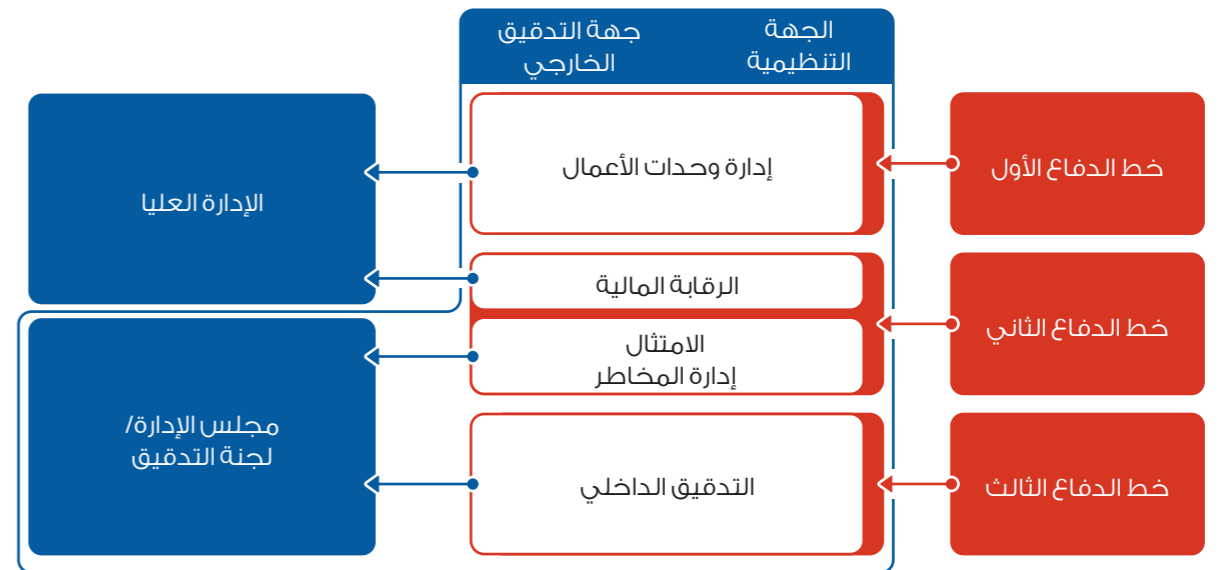 الجهة
التنظيمية
جهة التدقيق
الخارجي
خط الدفاع الأول
إدارة وحدات الأعمال
الإدارة العليا
خط الدفاع الثاني
الرقابة المالية
الامتثال
إدارة المخاطر
مجلس الإدارة/
لجنة التدقيق
خط الدفاع الثالث
التدقيق الداخلي